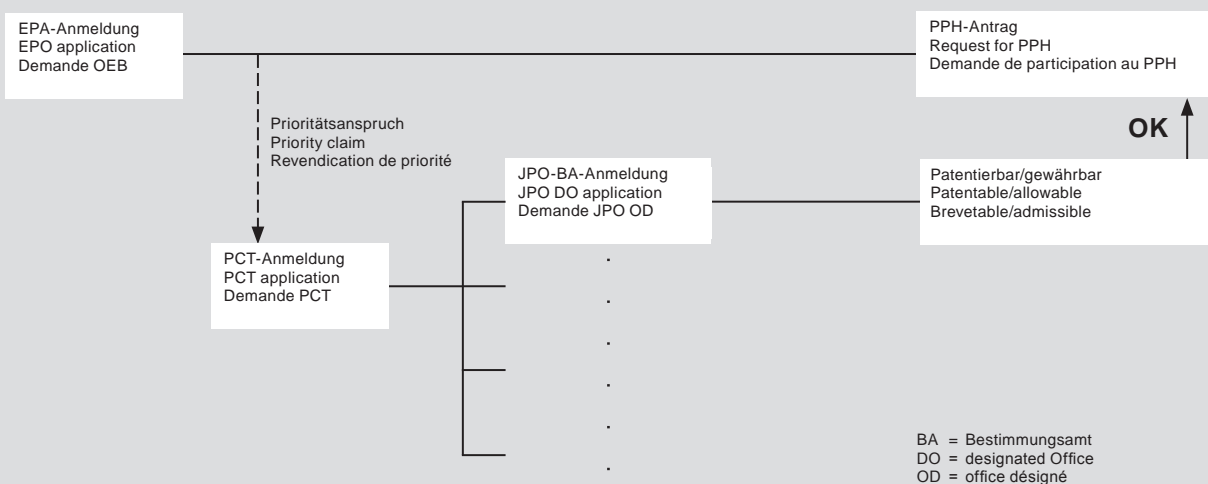 EPA-Anmeldung
EPO application
Demande OEB
PPH-Antrag
Request for PPH
Demande de participation au PPH
Prioritätsanspruch
Priority claim
Revendication de priorité
OK
JPO-BA-Anmeldung
JPO DO application
Demande JPO OD
Patentierbar/gewährbar
Patentable/allowable
Brevetable/admissible
PCT-Anmeldung
PCT application
Demande PCT
BA = Bestimmungsamt
DO = designated Office
OD = office désigné